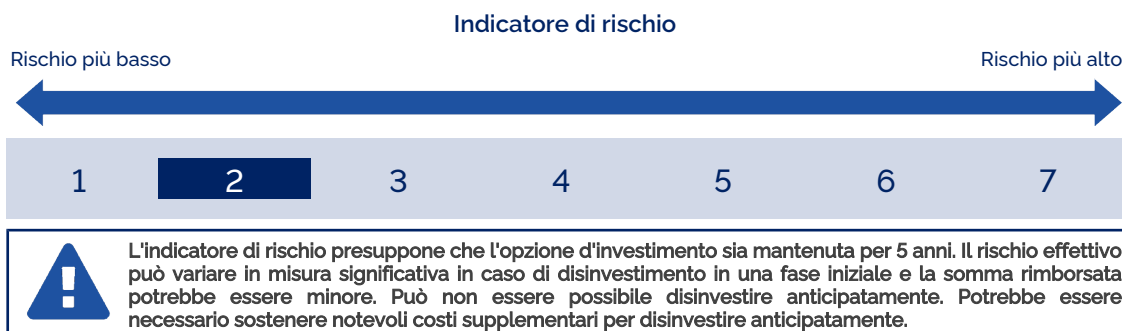 Indicatore di rischio
Rischio più basso
Rischio più alto
1 2 3 4 5 6 7
L'indicatore di rischio presuppone che l'opzione d'investimento sia mantenuta per 5 anni. Il rischio effettivo
può variare in misura significativa in caso di disinvestimento in una fase iniziale e la somma rimborsata
potrebbe essere minore. Può non essere possibile disinvestire anticipatamente. Potrebbe essere
necessario sostenere notevoli costi supplementari per disinvestire anticipatamente.